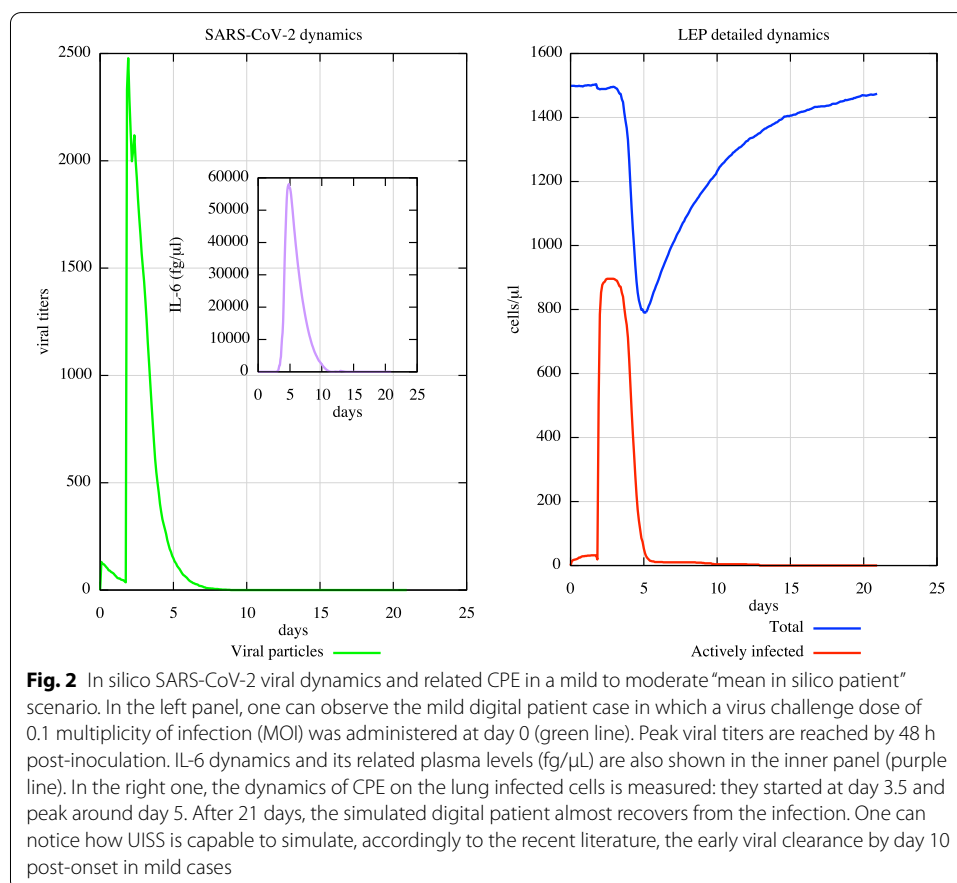 SARS-CoV-2 dynamics
2500
2000
1500
1000
500
0
viral titers
0 5 10 15 20 25
days
Viral particles
60000
50000
40000
30000
20000
10000
0
IL-6 (fg/μl)
0 5 10 15 20 25
days
LEP detailed dynamics
1600
1400
1200
1000
800
600
400
200
0
cells/μl
0 5 10 15 20 25
days
Total
Actively infected
Fig. 2 In silico SARS-CoV-2 viral dynamics and related CPE in a mild to moderate “mean in silico patient”
scenario. In the left panel, one can observe the mild digital patient case in which a virus challenge dose of
0.1 multiplicity of infection (MOI) was administered at day 0 (green line). Peak viral titers are reached by 48 h
post-inoculation. IL-6 dynamics and its related plasma levels (fg/μL) are also shown in the inner panel (purple
line). In the right one, the dynamics of CPE on the lung infected cells is measured: they started at day 3.5 and
peak around day 5. After 21 days, the simulated digital patient almost recovers from the infection. One can
notice how UISS is capable to simulate, accordingly to the recent literature, the early viral clearance by day 10
post-onset in mild cases